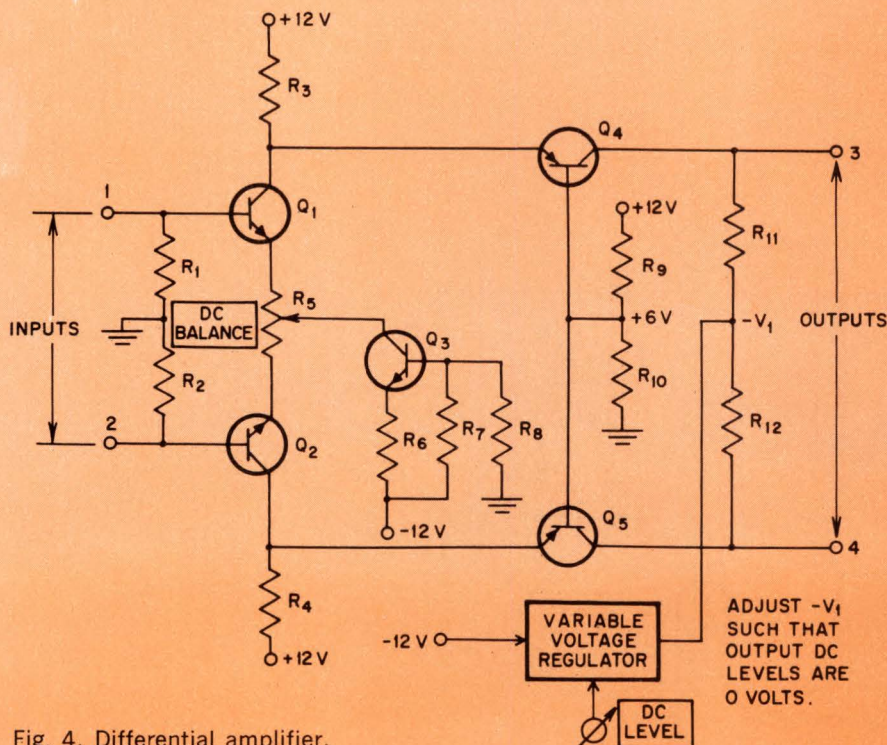 +12 V
R3
Q4
3
1
Q1
+12V
R11
R1
R9
INPUTS
DC
BALANCE
R5
Q3
+6 V
-V1
OUTPUTS
R2
R10
R12
2
R6
R7
R8
Q2
-12 V
Q5
4
R4
-12 V
VARIABLE
VOLTAGE
REGULATOR
ADJUST -V1
SUCH THAT
OUTPUT DC
LEVELS ARE
0 VOLTS.
+12 V
DC
LEVEL
Fig. 4. Differential amplifier.